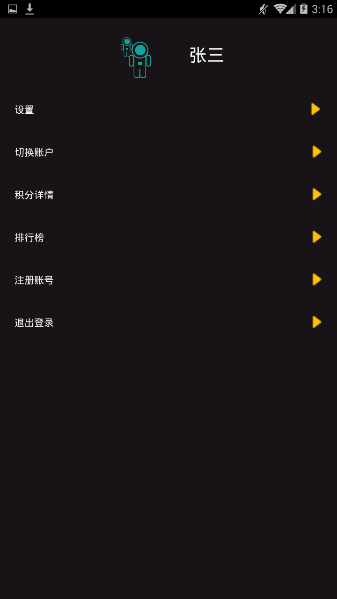 3:16
张三
设置
切换账户
积分详情
排行榜
注册账号
退出登录